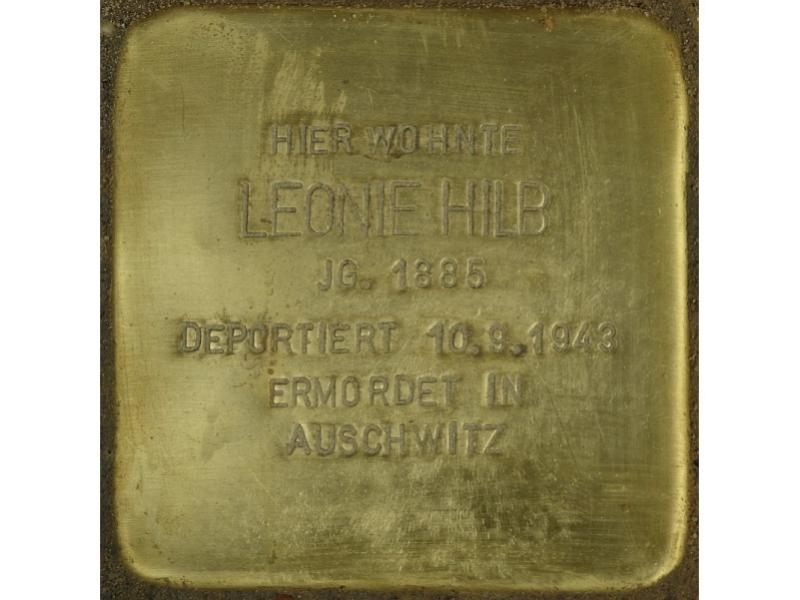 HIER WOHNTE
LEONIE HILB
JG. 1885
DEPORTIERT 10.9.1943
ERMORDET IN
AUSCHWITZ